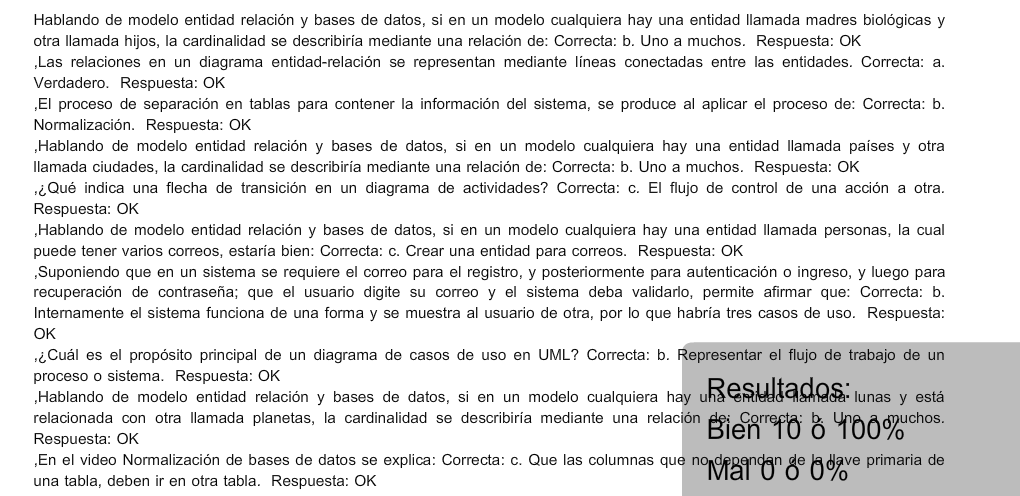 Hablando de modelo entidad relación y bases de datos, si en un modelo cualquiera hay una entidad llamada madres biológicas y
otra llamada hijos, la cardinalidad se describiría mediante una relación de: Correcta: b. Uno a muchos. Respuesta: OK
,Las relaciones en un diagrama entidad-relación se representan mediante líneas conectadas entre las entidades. Correcta: a.
Verdadero. Respuesta: OK
,El proceso de separación en tablas para contener la información del sistema, se produce al aplicar el proceso de: Correcta: b.
Normalización. Respuesta: OK
,Hablando de modelo entidad relación y bases de datos, si en un modelo cualquiera hay una entidad llamada países y otra
llamada ciudades, la cardinalidad se describiría mediante una relación de: Correcta: b. Uno a muchos. Respuesta: OK
,¿Qué indica una flecha de transición en un diagrama de actividades? Correcta: c. El flujo de control de una acción a otra.
Respuesta: OK
,Hablando de modelo entidad relación y bases de datos, si en un modelo cualquiera hay una entidad llamada personas, la cual
puede tener varios correos, estaría bien: Correcta: c. Crear una entidad para correos. Respuesta: OK
,Suponiendo que en un sistema se requiere el correo para el registro, y posteriormente para autenticación o ingreso, y luego para
recuperación de contraseña; que el usuario digite su correo y el sistema deba validarlo, permite afirmar que: Correcta: b.
Internamente el sistema funciona de una forma y se muestra al usuario de otra, por lo que habría tres casos de uso. Respuesta:
OK
,¿Cuál es el propósito principal de un diagrama de casos de uso en UML? Correcta: b. Representar el flujo de trabajo de un
proceso o sistema. Respuesta: OK
,Hablando de modelo entidad relación y bases de datos, si en un modelo cualquiera hay una entidad llamada lunas y está
relacionada con otra llamada planetas, la cardinalidad se describiría mediante una relación de: Correcta: b. Uno a muchos.
Respuesta: OK
,En el video Normalización de bases de datos se explica: Correcta: c. Que las columnas que no dependan de la llave primaria de
una tabla, deben ir en otra tabla. Respuesta: OK
Resultados:
Bien 10 ó 100%
Mal 0 ó 0%